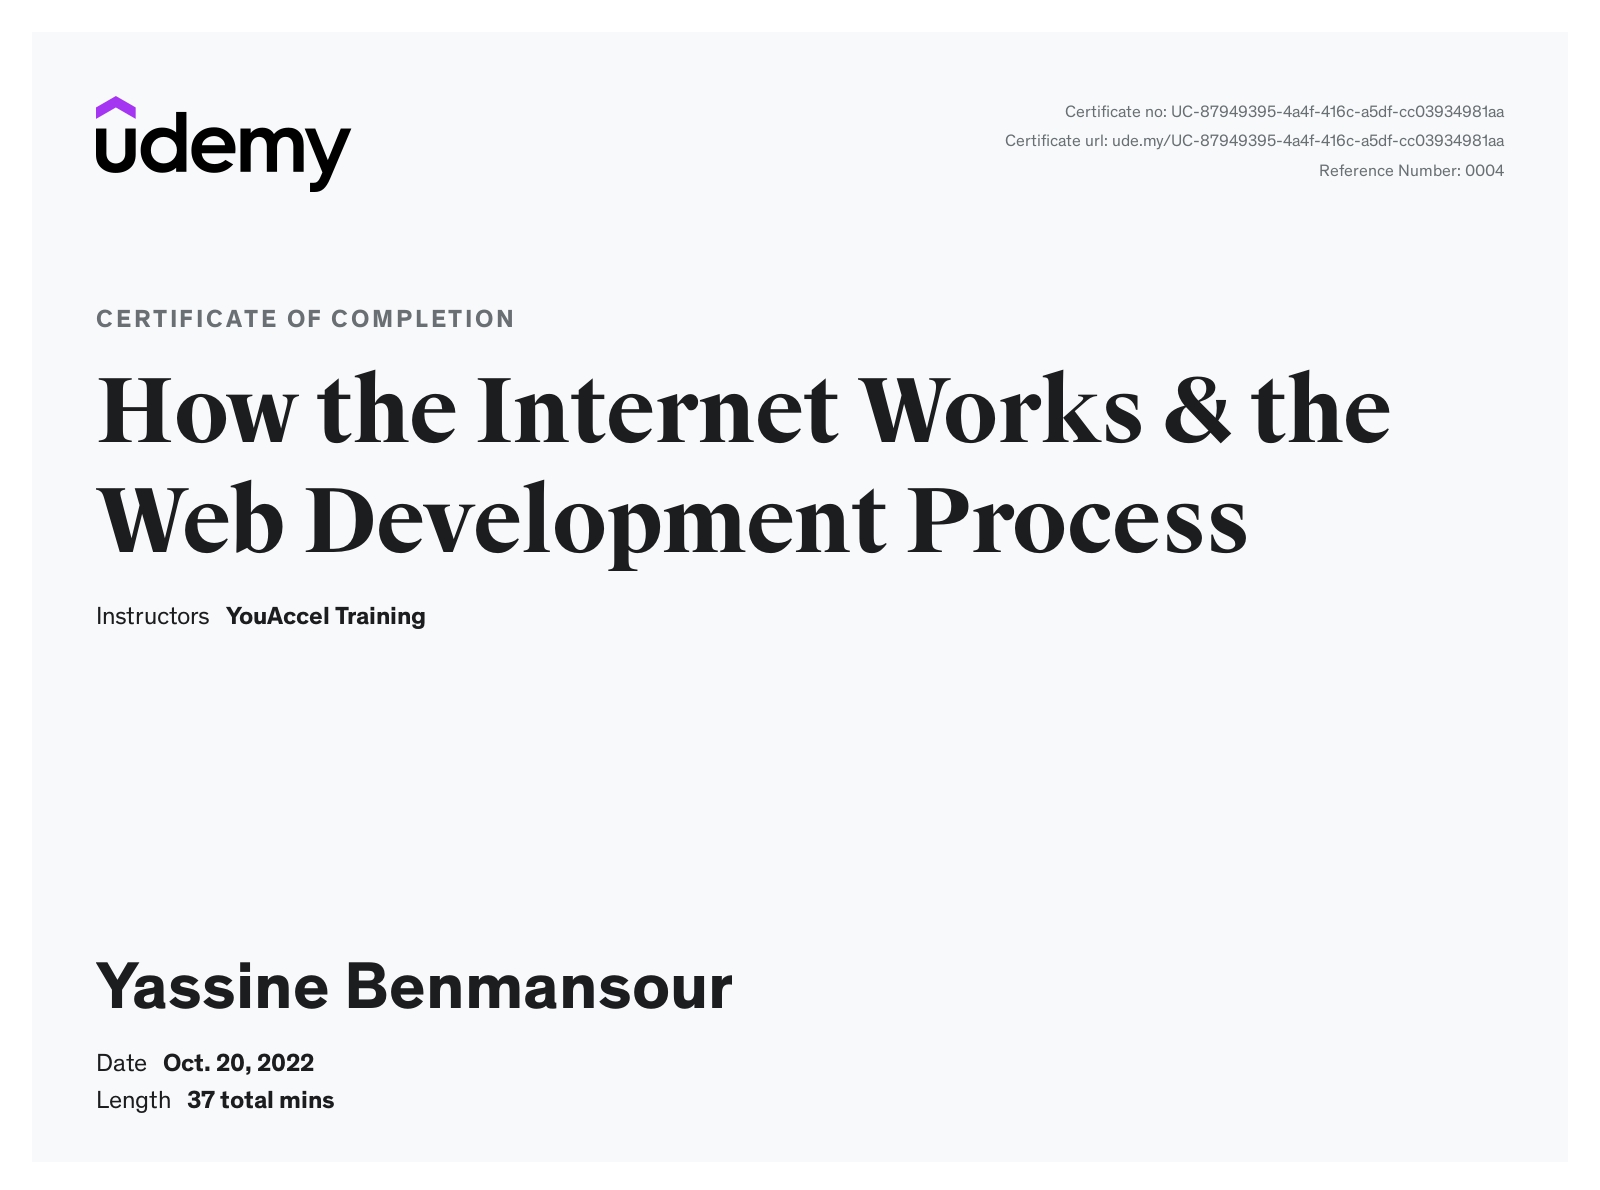 udemy
Certificate no: UC-87949395-4a4f-416c-a5df-cc03934981aa
Certificate url: ude.my/UC-87949395-4a4f-416c-a5df-cc03934981aa
Reference Number: 0004
CERTIFICATE OF COMPLETION
How the Internet Works & the
Web Development Process
Instructors YouAccel Training
Yassine Benmansour
Date Oct. 20, 2022
Length 37 total mins